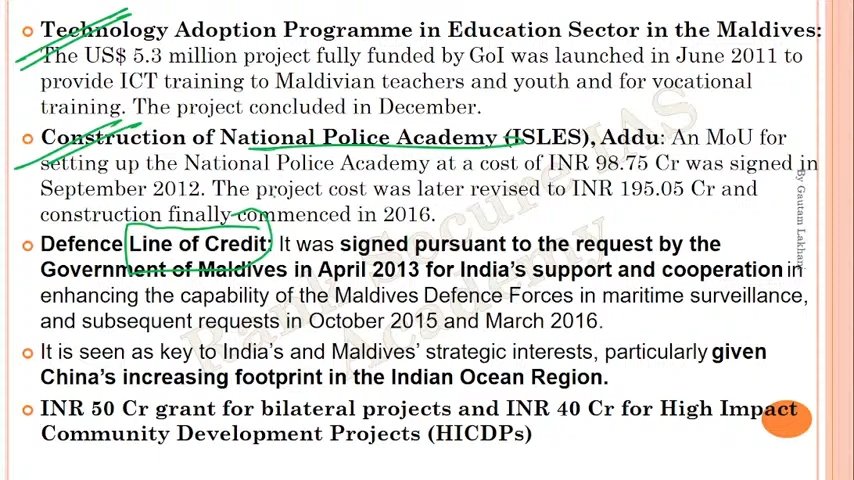 Technology Adoption Programme in Education Sector in the Maldives:
The US$ 5.3 million project fully funded by GoI was launched in June 2011 to
provide ICT training to Maldivian teachers and youth and for vocational
training. The project concluded in December.
Construction of National Police Academy (ISLES), Addu: An MoU for
setting up the National Police Academy at a cost of INR 98.75 Cr was signed in
September 2012. The project cost was later revised to INR 195.05 Cr and
construction finally commenced in 2016.
Defence Line of Credit: It was signed pursuant to the request by the
Government of Maldives in April 2013 for India's support and cooperation in
enhancing the capability of the Maldives Defence Forces in maritime surveillance,
and subsequent requests in October 2015 and March 2016.
It is seen as key to India's and Maldives' strategic interests, particularly given
China's increasing footprint in the Indian Ocean Region.
INR 50 Cr grant for bilateral projects and INR 40 Cr for High Impact
Community Development Projects (HICDPs)
By Gautam Lakhani
Rank Secure IAS
Academy